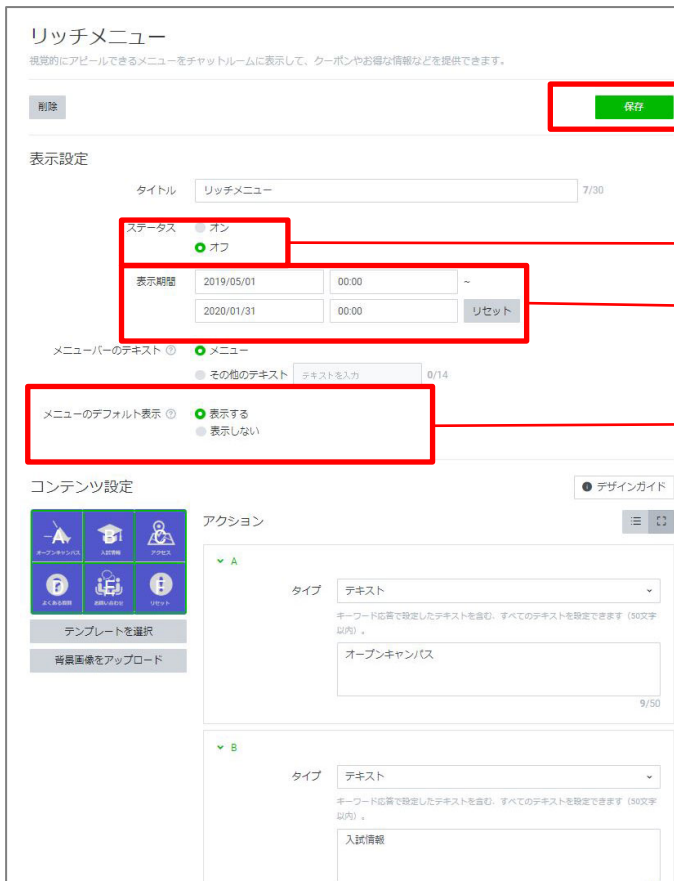 リッチメニュー
視覚的にアピールできるメニューをチャットルームに表示して、クーポンやお得な情報などを提供できます。
削除
保存
表示設定
タイトル リッチメニュー 7/30
ステータス オン
オフ
表示期間 2019/05/01 00:00 ~
2020/01/31 00:00 リセット
メニューバーのテキスト ? メニュー
その他のテキスト テキストを入力 0/14
メニューのデフォルト表示 ? 表示する
表示しない
コンテンツ設定
デザインガイド
A B C
オープンキャンパス 入試情報 アクセス
よくある質問 お問い合わせ リセット
テンプレートを選択
背景画像をアップロード
アクション
A
タイプ テキスト
キーワード応答で設定したテキストを含む、すべてのテキストを設定できます（50文字
以内）。
オープンキャンパス
9/50
B
タイプ テキスト
キーワード応答で設定したテキストを含む、すべてのテキストを設定できます（50文字
以内）。
入試情報